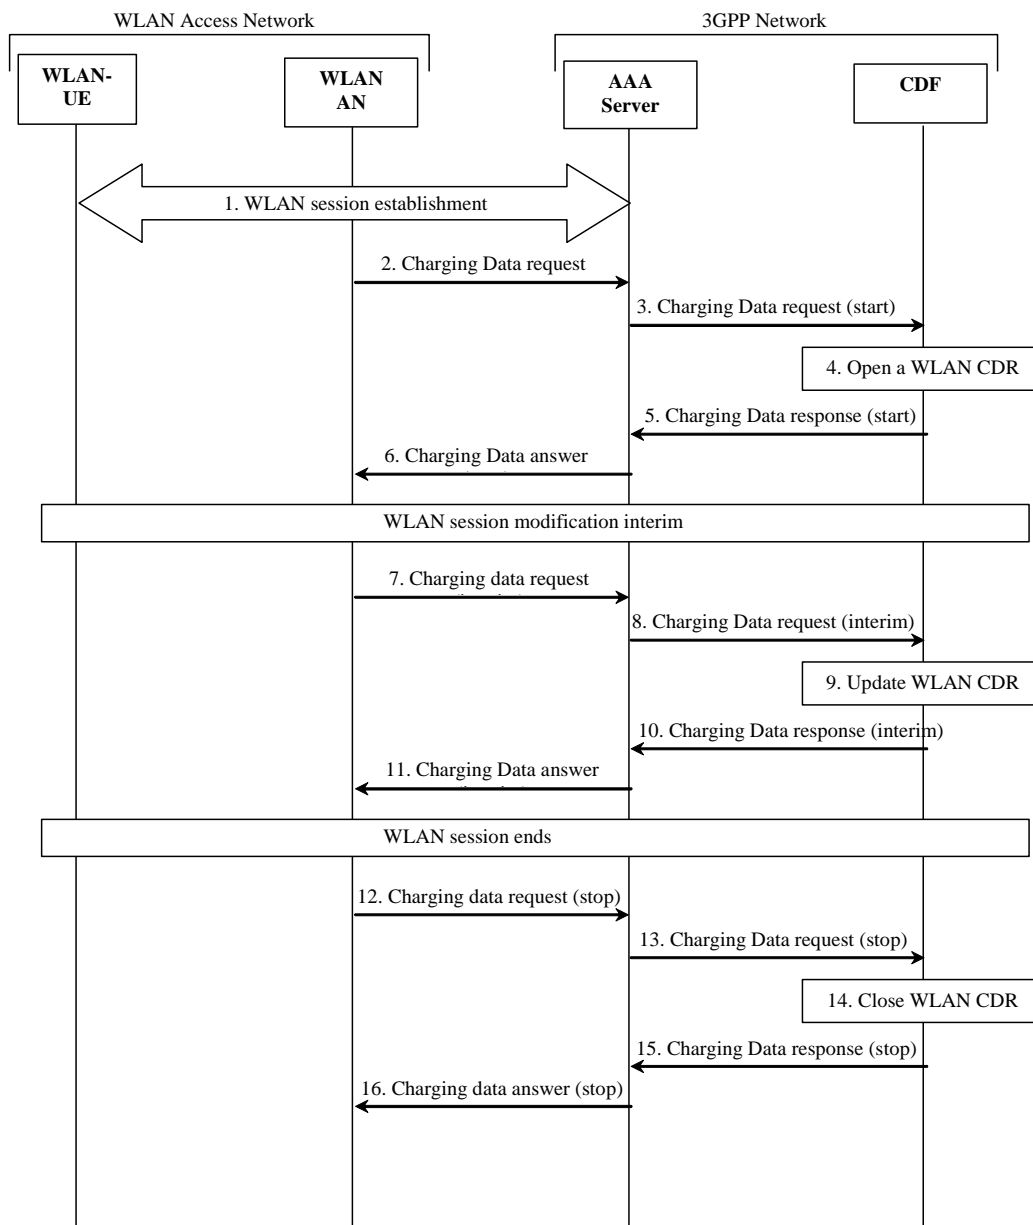 WLAN Access Network
3GPP Network
WLAN-
UE
WLAN
AN
AAA
Server
CDF
1. WLAN session establishment
2. Charging Data request
3. Charging Data request (start)
4. Open a WLAN CDR
5. Charging Data response (start)
6. Charging Data answer
WLAN session modification interim
7. Charging data request
8. Charging Data request (interim)
9. Update WLAN CDR
10. Charging Data response (interim)
11. Charging Data answer
WLAN session ends
12. Charging data request (stop)
13. Charging Data request (stop)
14. Close WLAN CDR
15. Charging Data response (stop)
16. Charging data answer (stop)